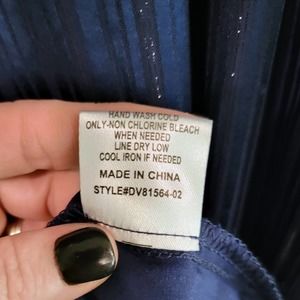 HAND WASH COLD
ONLY-NON CHLORINE BLEACH
WHEN NEEDED
LINE DRY LOW
COOL IRON IF NEEDED
MADE IN CHINA
STYLE#DV81564-02